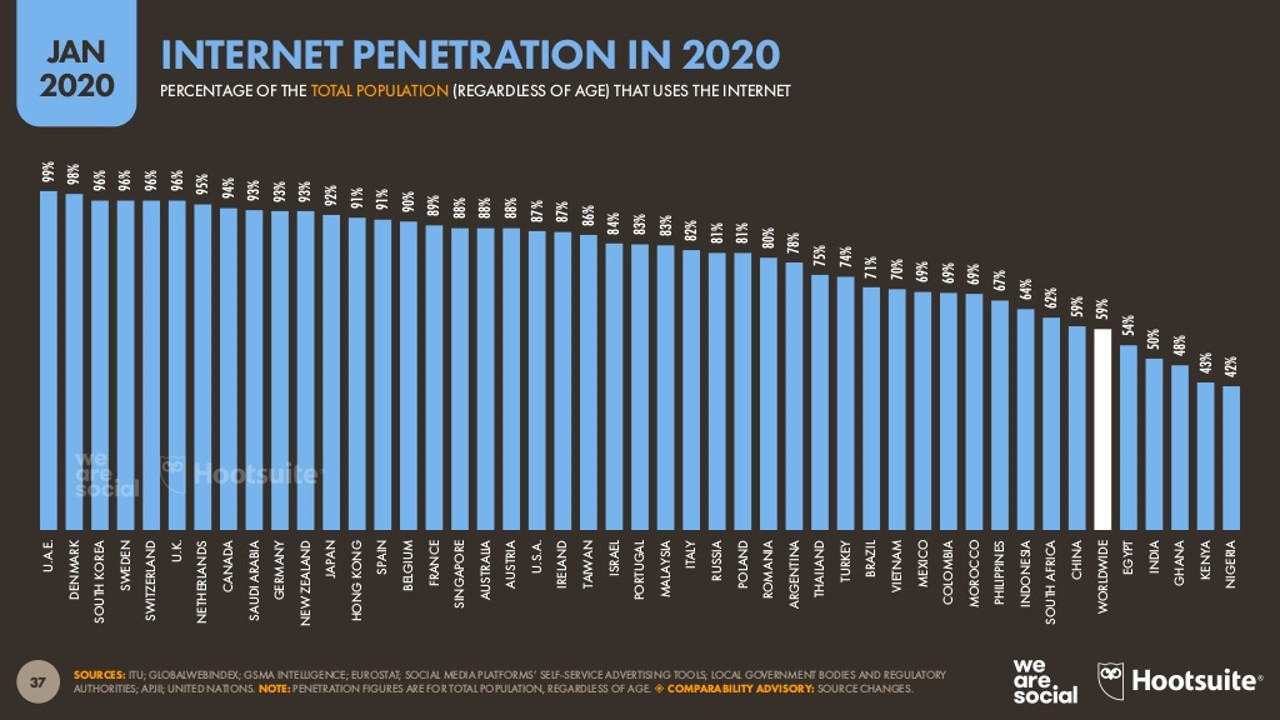 JAN
2020
INTERNET PENETRATION IN 2020
PERCENTAGE OF THE TOTAL POPULATION (REGARDLESS OF AGE) THAT USES THE INTERNET
99%
98%
96%
96%
96%
96%
95%
94%
93%
93%
93%
92%
91%
91%
90%
89%
88%
88%
88%
87%
87%
86%
84%
83%
83%
82%
81%
81%
80%
78%
75%
74%
71%
70%
69%
69%
69%
67%
64%
62%
59%
59%
54%
50%
48%
43%
42%
we
are.
social
Hootsuite®
U.A.E.
DENMARK
SOUTH KOREA
SWEDEN
SWITZERLAND
U.K.
NETHERLANDS
CANADA
SAUDI ARABIA
GERMANY
NEW ZEALAND
JAPAN
HONG KONG
SPAIN
BELGIUM
FRANCE
SINGAPORE
AUSTRALIA
AUSTRIA
U.S.A.
IRELAND
TAIWAN
ISRAEL
PORTUGAL
MALAYSIA
ITALY
RUSSIA
POLAND
ROMANIA
ARGENTINA
THAILAND
TURKEY
BRAZIL
VIETNAM
MEXICO
COLOMBIA
MOROCCO
PHILIPPINES
INDONESIA
SOUTH AFRICA
CHINA
WORLDWIDE
EGYPT
INDIA
GHANA
KENYA
NIGERIA
37
SOURCES: ITU; GLOBALWEBINDEX; GSMA INTELLIGENCE; EUROSTAT; SOCIAL MEDIA PLATFORMS' SELF-SERVICE ADVERTISING TOOLS; LOCAL GOVERNMENT BODIES AND REGULATORY
AUTHORITIES; APJII; UNITED NATIONS. NOTE: PENETRATION FIGURES ARE FOR TOTAL POPULATION, REGARDLESS OF AGE. ◈ COMPARABILITY ADVISORY: SOURCE CHANGES.
we
are.
social
Hootsuite®